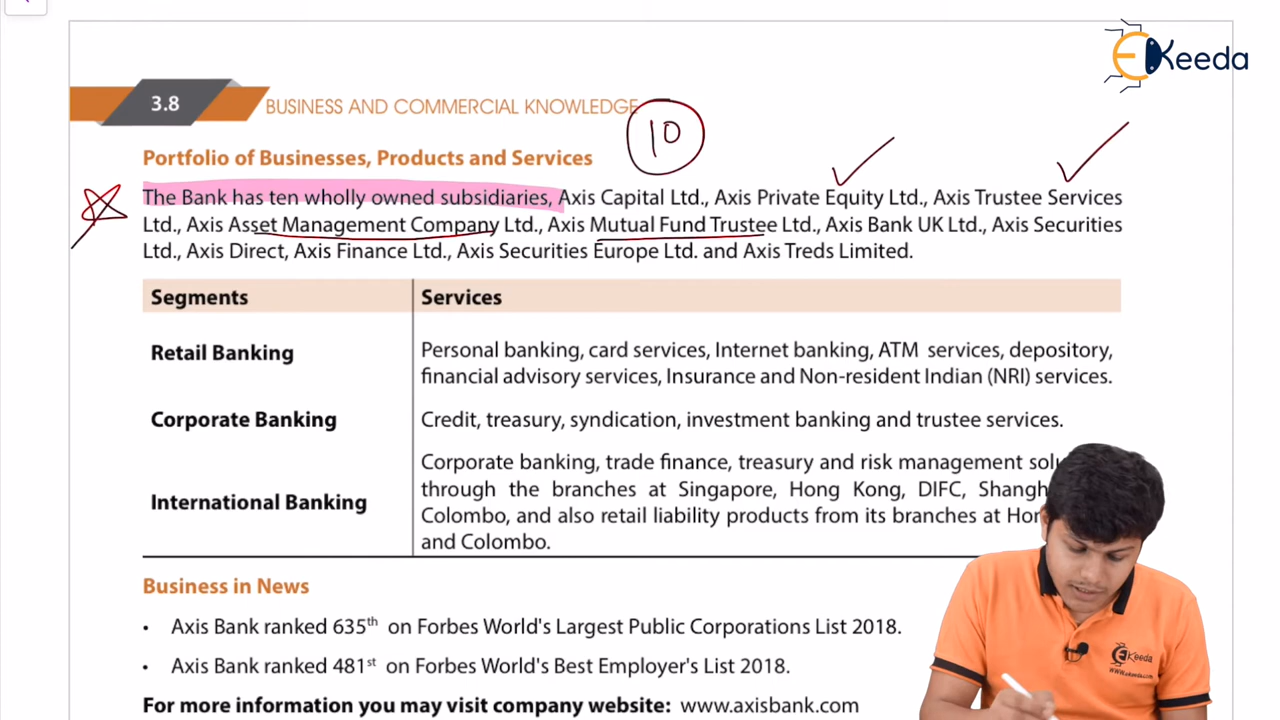 EKeeda
3.8
BUSINESS AND COMMERCIAL KNOWLEDGE
10
Portfolio of Businesses, Products and Services
The Bank has ten wholly owned subsidiaries, Axis Capital Ltd., Axis Private Equity Ltd., Axis Trustee Services
Ltd., Axis Asset Management Company Ltd., Axis Mutual Fund Trustee Ltd., Axis Bank UK Ltd., Axis Securities
Ltd., Axis Direct, Axis Finance Ltd., Axis Securities Europe Ltd. and Axis Treds Limited.
Segments Services
Retail Banking
Personal banking, card services, Internet banking, ATM services, depository,
financial advisory services, Insurance and Non-resident Indian (NRI) services.
Corporate Banking
Credit, treasury, syndication, investment banking and trustee services.
International Banking
Corporate banking, trade finance, treasury and risk management
through the branches at Singapore, Hong Kong, DIFC,
Colombo, and also retail liability products from its branches at
and Colombo.
Business in News
• Axis Bank ranked 635th on Forbes World's Largest Public Corporations List 2018.
• Axis Bank ranked 481st on Forbes World's Best Employer's List 2018.
For more information you may visit company website: www.axisbank.com
EKeeda
www.ekeeda.com